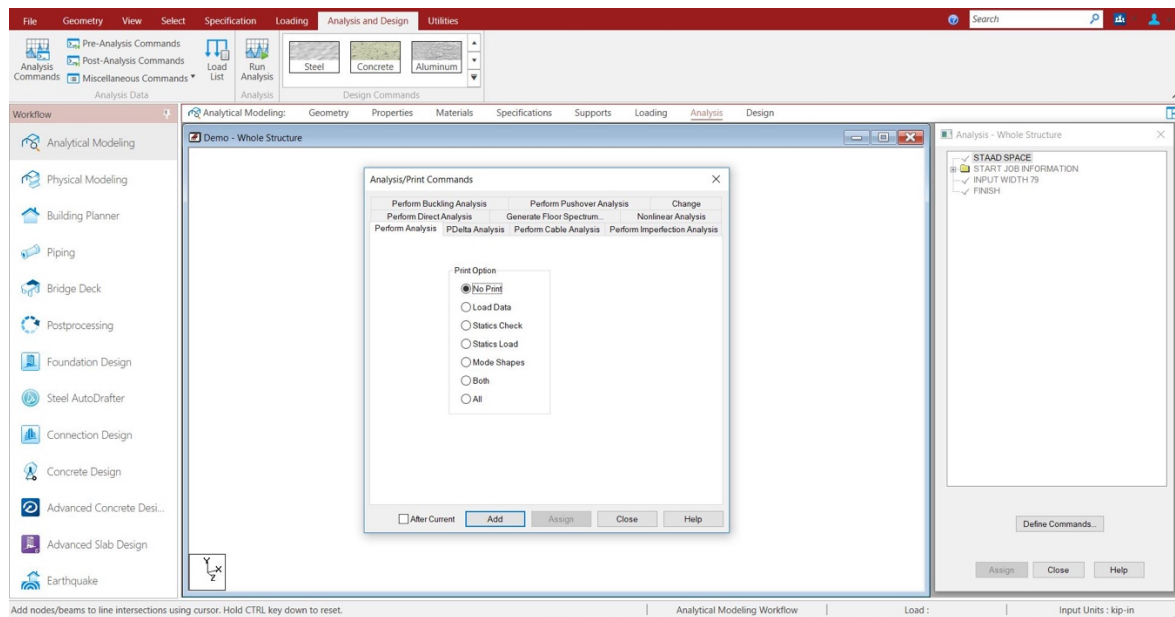 File Geometry View Select Specification Loading Analysis and Design Utilities Search
Pre-Analysis Commands
Post-Analysis Commands
Miscellaneous Commands
Analysis Commands
Load List
Run Analysis
Steel Concrete Aluminum
Analysis Data Analysis Design Commands
Workflow
Analytical Modeling: Geometry Properties Materials Specifications Supports Loading Analysis Design
Analytical Modeling
Physical Modeling
Building Planner
Piping
Bridge Deck
Postprocessing
Foundation Design
Steel AutoDrafter
Connection Design
Concrete Design
Advanced Concrete Desi...
Advanced Slab Design
Earthquake
Demo - Whole Structure
Analysis/Print Commands
Perform Buckling Analysis Perform Pushover Analysis Change
Perform Direct Analysis Generate Floor Spectrum... Nonlinear Analysis
Perform Analysis PDelta Analysis Perform Cable Analysis Perform Imperfection Analysis
Print Option
No Print
Load Data
Statics Check
Statics Load
Mode Shapes
Both
All
After Current Add Assign Close Help
Y
X
Z
Analysis - Whole Structure
STAAD SPACE
START JOB INFORMATION
INPUT WIDTH 79
FINISH
Define Commands...
Assign Close Help
Add nodes/beams to line intersections using cursor. Hold CTRL key down to reset. Analytical Modeling Workflow Load : Input Units : kip-in